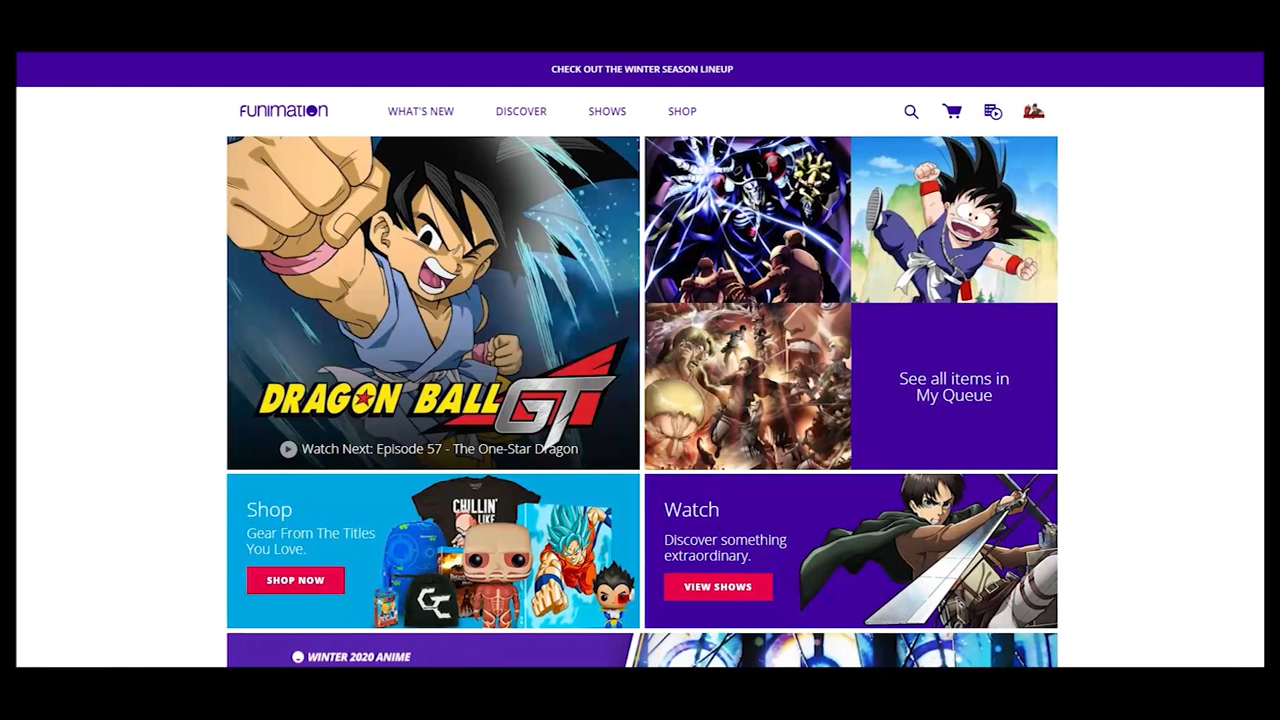 CHECK OUT THE WINTER SEASON LINEUP
FUNIMATION
WHAT'S NEW
DISCOVER
SHOWS
SHOP
DRAGON BALL GT
Watch Next: Episode 57 - The One-Star Dragon
See all items in
My Queue
Shop
Gear From The Titles
You Love.
SHOP NOW
CHILLIN'
LIKE
GC
Watch
Discover something
extraordinary.
VIEW SHOWS
WINTER 2020 ANIME